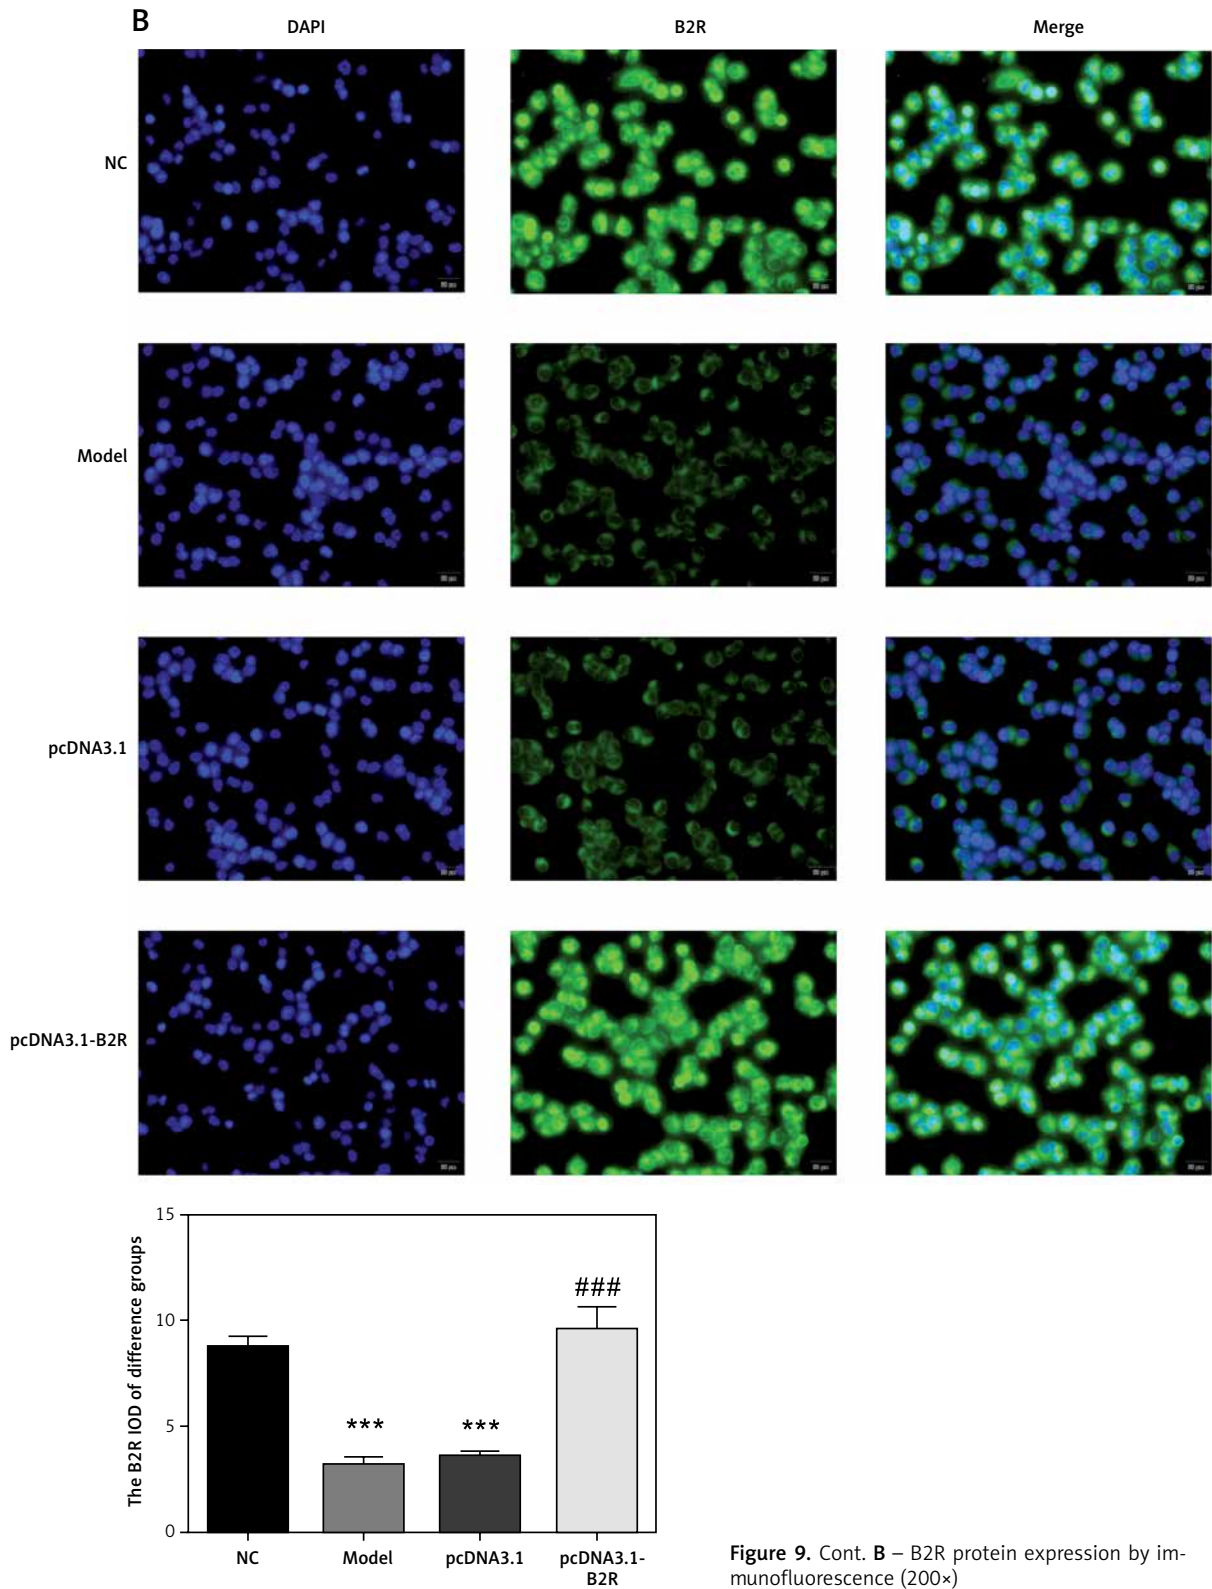 B
DAPI B2R Merge
NC
Model
pcDNA3.1
pcDNA3.1-B2R
The B2R IOD of difference groups
15
10
5
0
***
***
###
NC Model pcDNA3.1 pcDNA3.1-
B2R
Figure 9. Cont. B – B2R protein expression by im-
munofluorescence (200×)